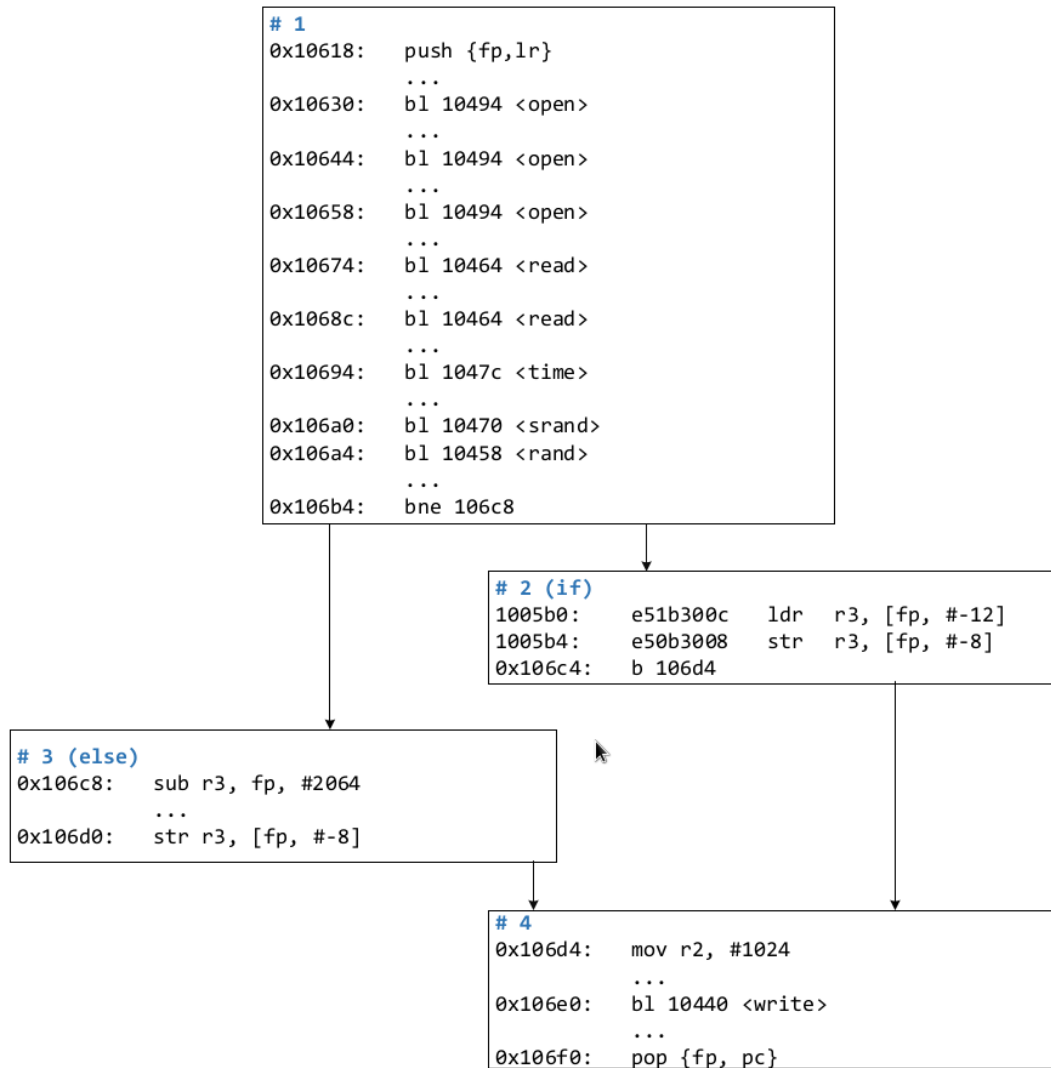 # 1
0x10618: push {fp,lr}
...
0x10630: bl 10494 <open>
...
0x10644: bl 10494 <open>
...
0x10658: bl 10494 <open>
...
0x10674: bl 10464 <read>
...
0x1068c: bl 10464 <read>
...
0x10694: bl 1047c <time>
...
0x106a0: bl 10470 <srand>
0x106a4: bl 10458 <rand>
...
0x106b4: bne 106c8
# 2 (if)
1005b0: e51b300c ldr r3, [fp, #-12]
1005b4: e50b3008 str r3, [fp, #-8]
0x106c4: b 106d4
# 3 (else)
0x106c8: sub r3, fp, #2064
...
0x106d0: str r3, [fp, #-8]
# 4
0x106d4: mov r2, #1024
...
0x106e0: bl 10440 <write>
...
0x106f0: pop {fp, pc}